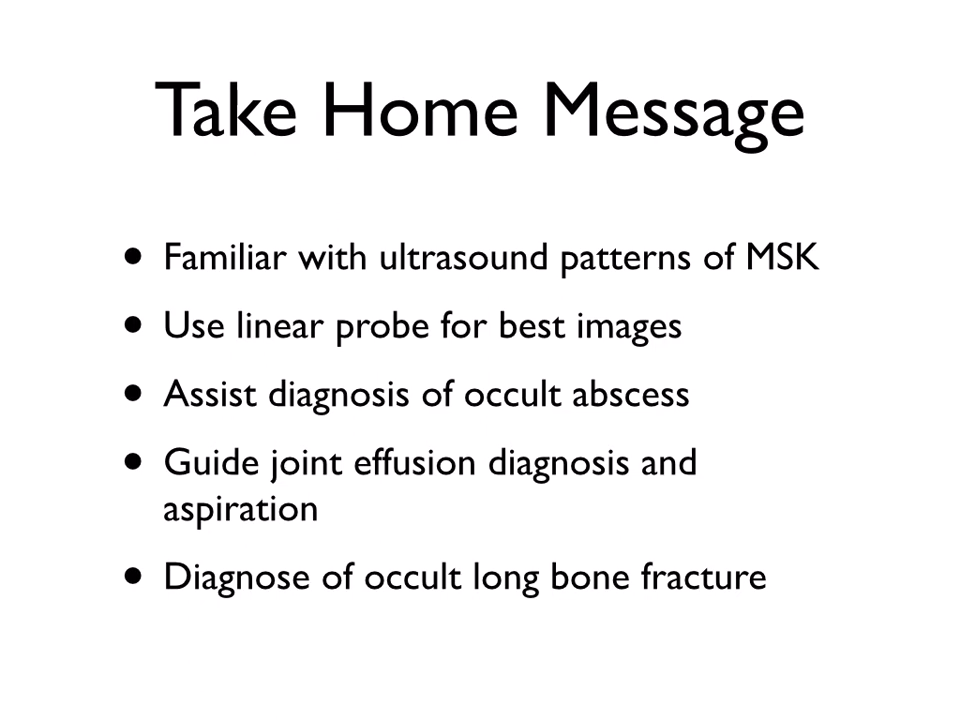 Take Home Message
• Familiar with ultrasound patterns of MSK
• Use linear probe for best images
• Assist diagnosis of occult abscess
• Guide joint effusion diagnosis and
aspiration
• Diagnose of occult long bone fracture